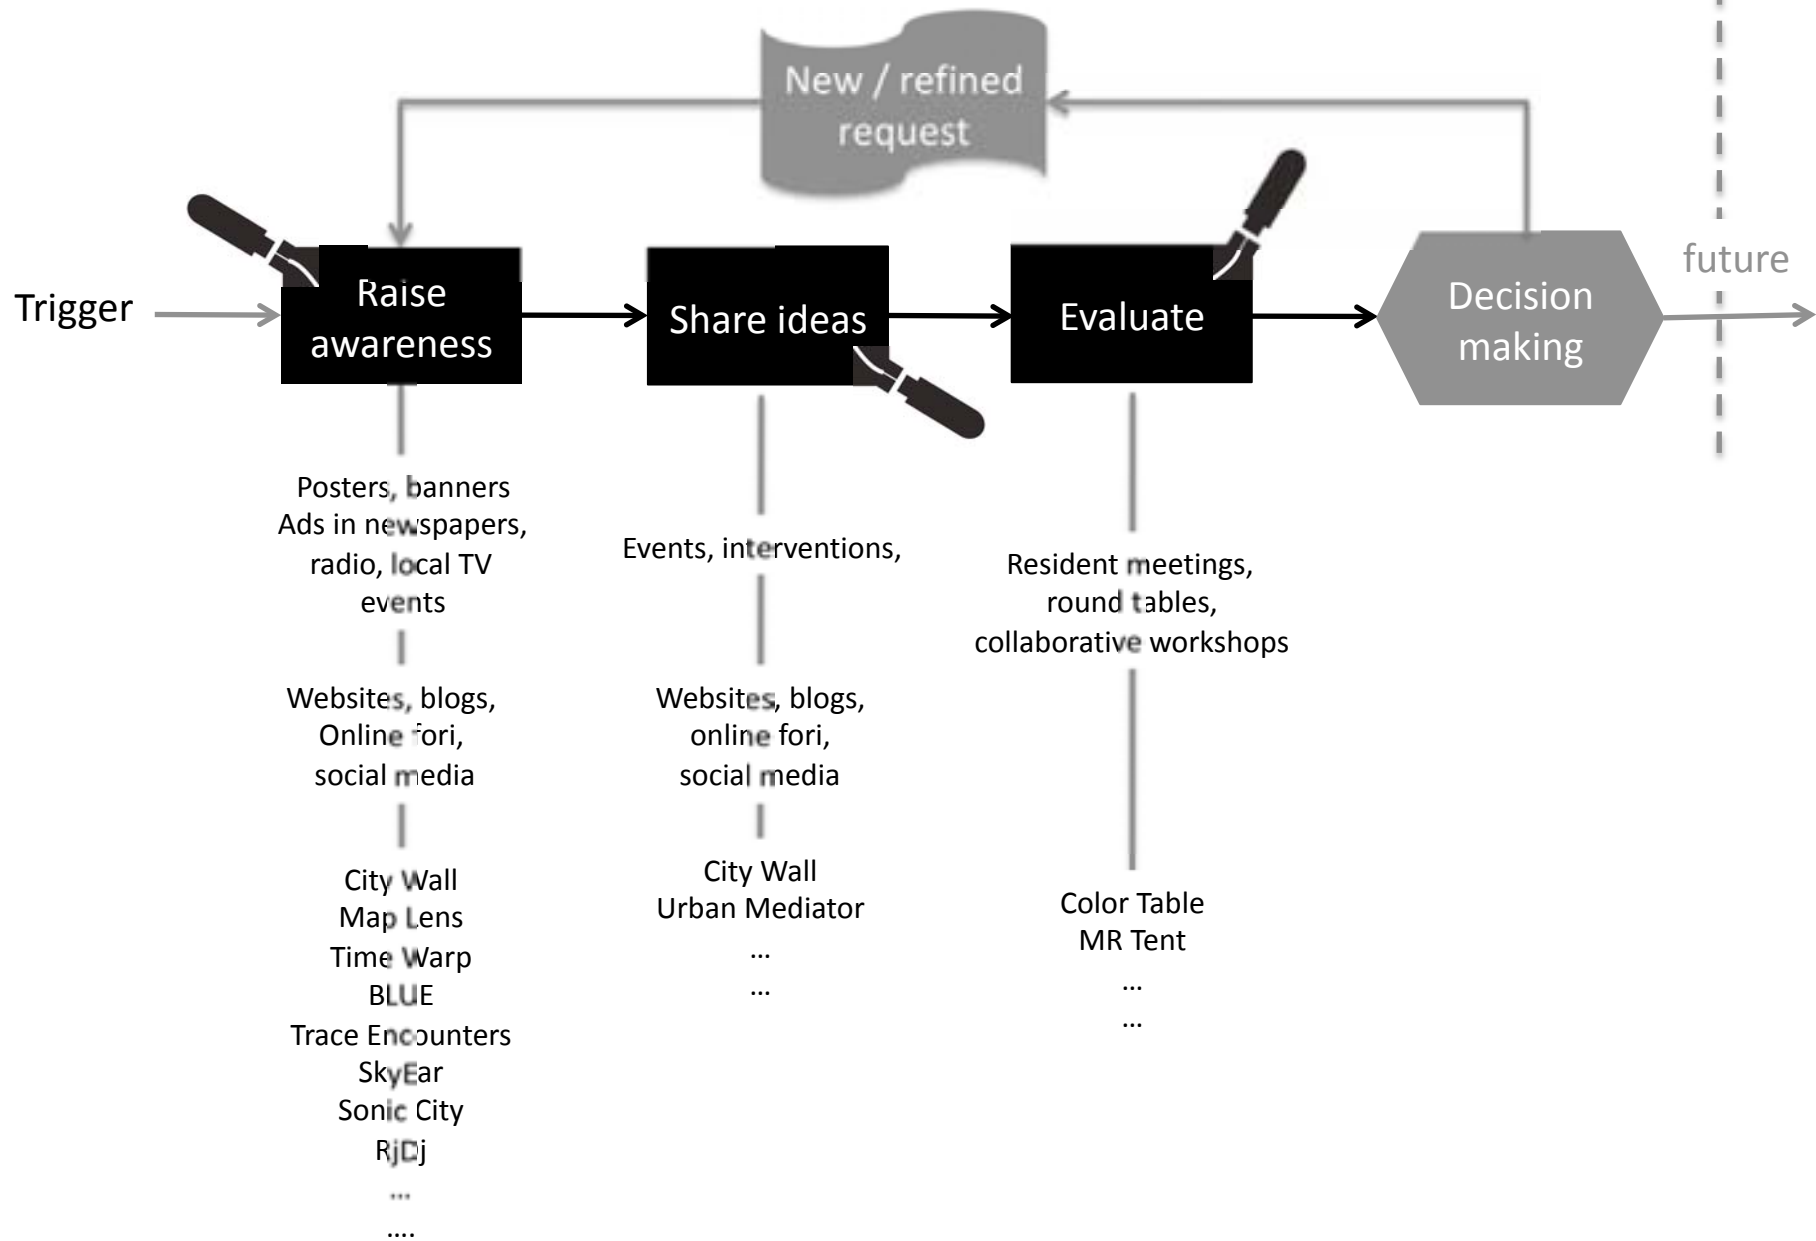 New / refined
request
Trigger
Raise
awareness
Share ideas
Evaluate
Decision
making
future
Posters, banners
Ads in newspapers,
radio, local TV
events
Websites, blogs,
Online fori,
social media
City Wall
Map Lens
Time Warp
BLUE
Trace Encounters
SkyEar
Sonic City
RjDj
...
....
Events, interventions,
Websites, blogs,
online fori,
social media
City Wall
Urban Mediator
...
...
Resident meetings,
round tables,
collaborative workshops
Color Table
MR Tent
...
...